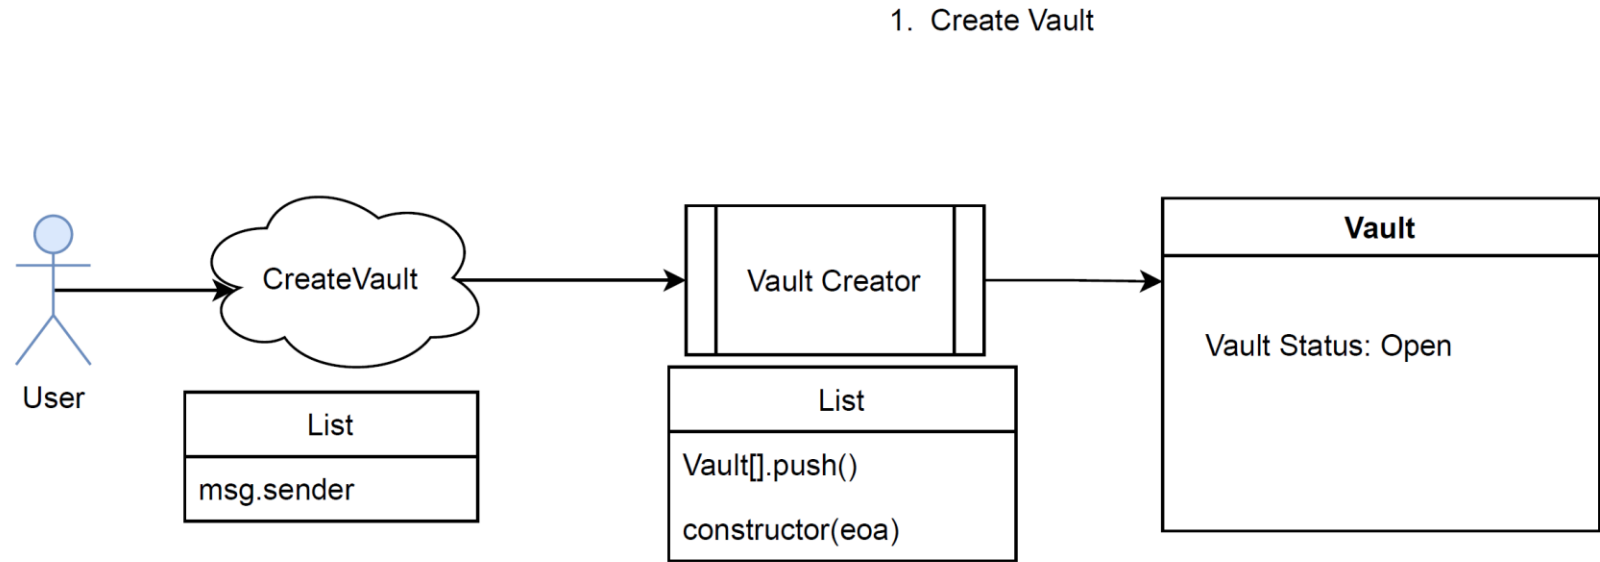 1. Create Vault
User
CreateVault
List
msg.sender
Vault Creator
List
Vault[].push()
constructor(eoa)
Vault
Vault Status: Open